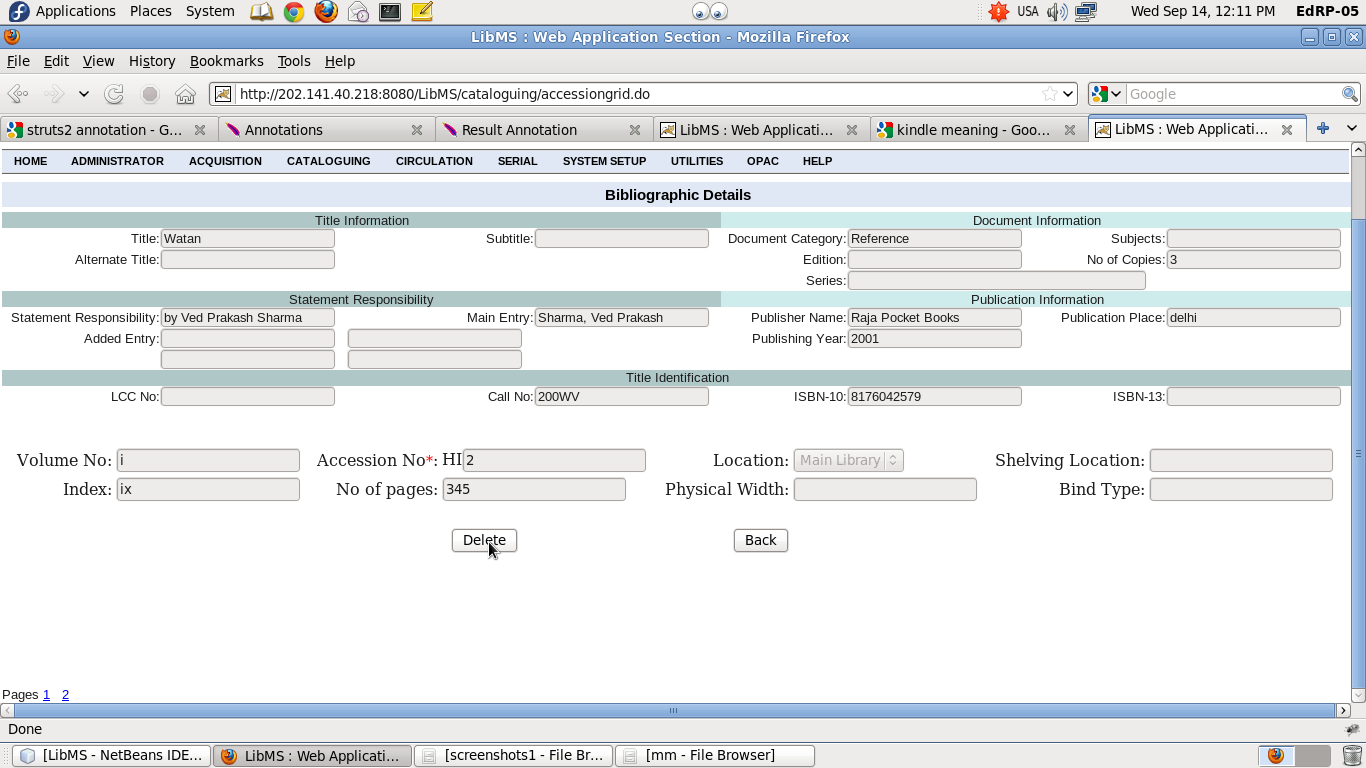 Applications Places System USA Wed Sep 14, 12:11 PM EdRP-05
LibMS : Web Application Section - Mozilla Firefox
File Edit View History Bookmarks Tools Help
http://202.141.40.218:8080/LibMS/cataloguing/accessiongrid.do Google
struts2 annotation - G... Annotations Result Annotation LibMS : Web Applicati... kindle meaning - Goo... LibMS : Web Applicati...
HOME ADMINISTRATOR ACQUISITION CATALOGUING CIRCULATION SERIAL SYSTEM SETUP UTILITIES OPAC HELP
Bibliographic Details
Title Information Document Information
Title: Watan Subtitle: Document Category: Reference Subjects:
Alternate Title: Edition: No of Copies: 3
Series:
Statement Responsibility Publication Information
Statement Responsibility: by Ved Prakash Sharma Main Entry: Sharma, Ved Prakash Publisher Name: Raja Pocket Books Publication Place: delhi
Added Entry: Publishing Year: 2001
Title Identification
LCC No: Call No: 200WV ISBN-10: 8176042579 ISBN-13:
Volume No: i Accession No*: HI 2 Location: Main Library Shelving Location:
Index: ix No of pages: 345 Physical Width: Bind Type:
Delete Back
Pages 1 2
Done
[LibMS - NetBeans IDE... LibMS : Web Applicati... [screenshots1 - File Br... [mm - File Browser]